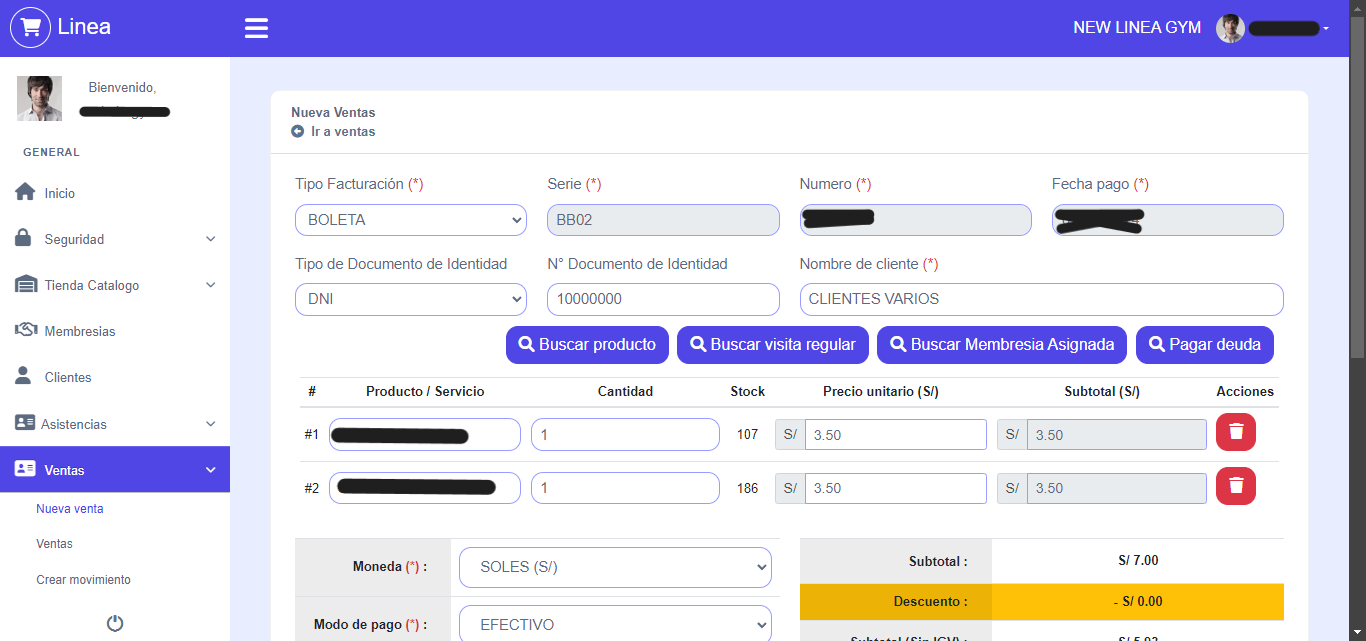 Linea
NEW LINEA GYM
Bienvenido,
GENERAL
Inicio
Seguridad
Tienda Catalogo
Membresias
Clientes
Asistencias
Ventas
Nueva venta
Ventas
Crear movimiento
Nueva Ventas
Ir a ventas
Tipo Facturación (*) Serie (*) Numero (*) Fecha pago (*)
BOLETA BB02
Tipo de Documento de Identidad N° Documento de Identidad Nombre de cliente (*)
DNI 10000000 CLIENTES VARIOS
Buscar producto Buscar visita regular Buscar Membresia Asignada Pagar deuda
# Producto / Servicio Cantidad Stock Precio unitario (S/) Subtotal (S/) Acciones
#1 1 107 S/ 3.50 S/ 3.50
#2 1 186 S/ 3.50 S/ 3.50
Moneda (*) : SOLES (S/)
Modo de pago (*) : EFECTIVO
Subtotal : S/ 7.00
Descuento : - S/ 0.00
Subtotal (Sin IGV) : S/ 5.93